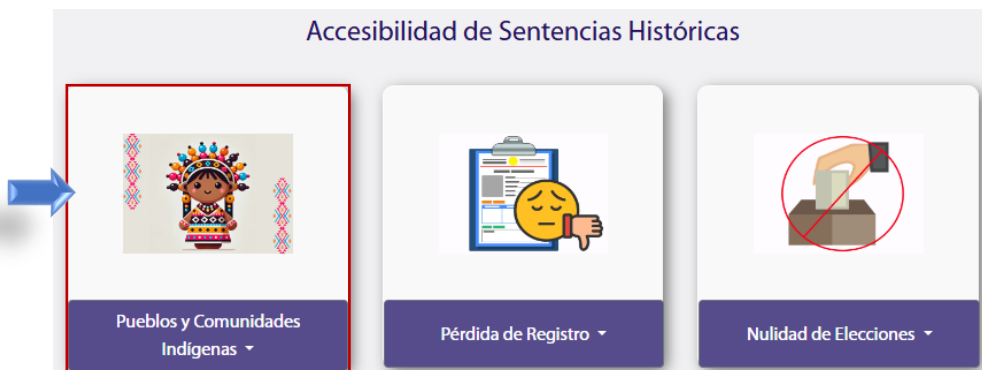 Accesibilidad de Sentencias Históricas
Pueblos y Comunidades
Indígenas
Pérdida de Registro
Nulidad de Elecciones